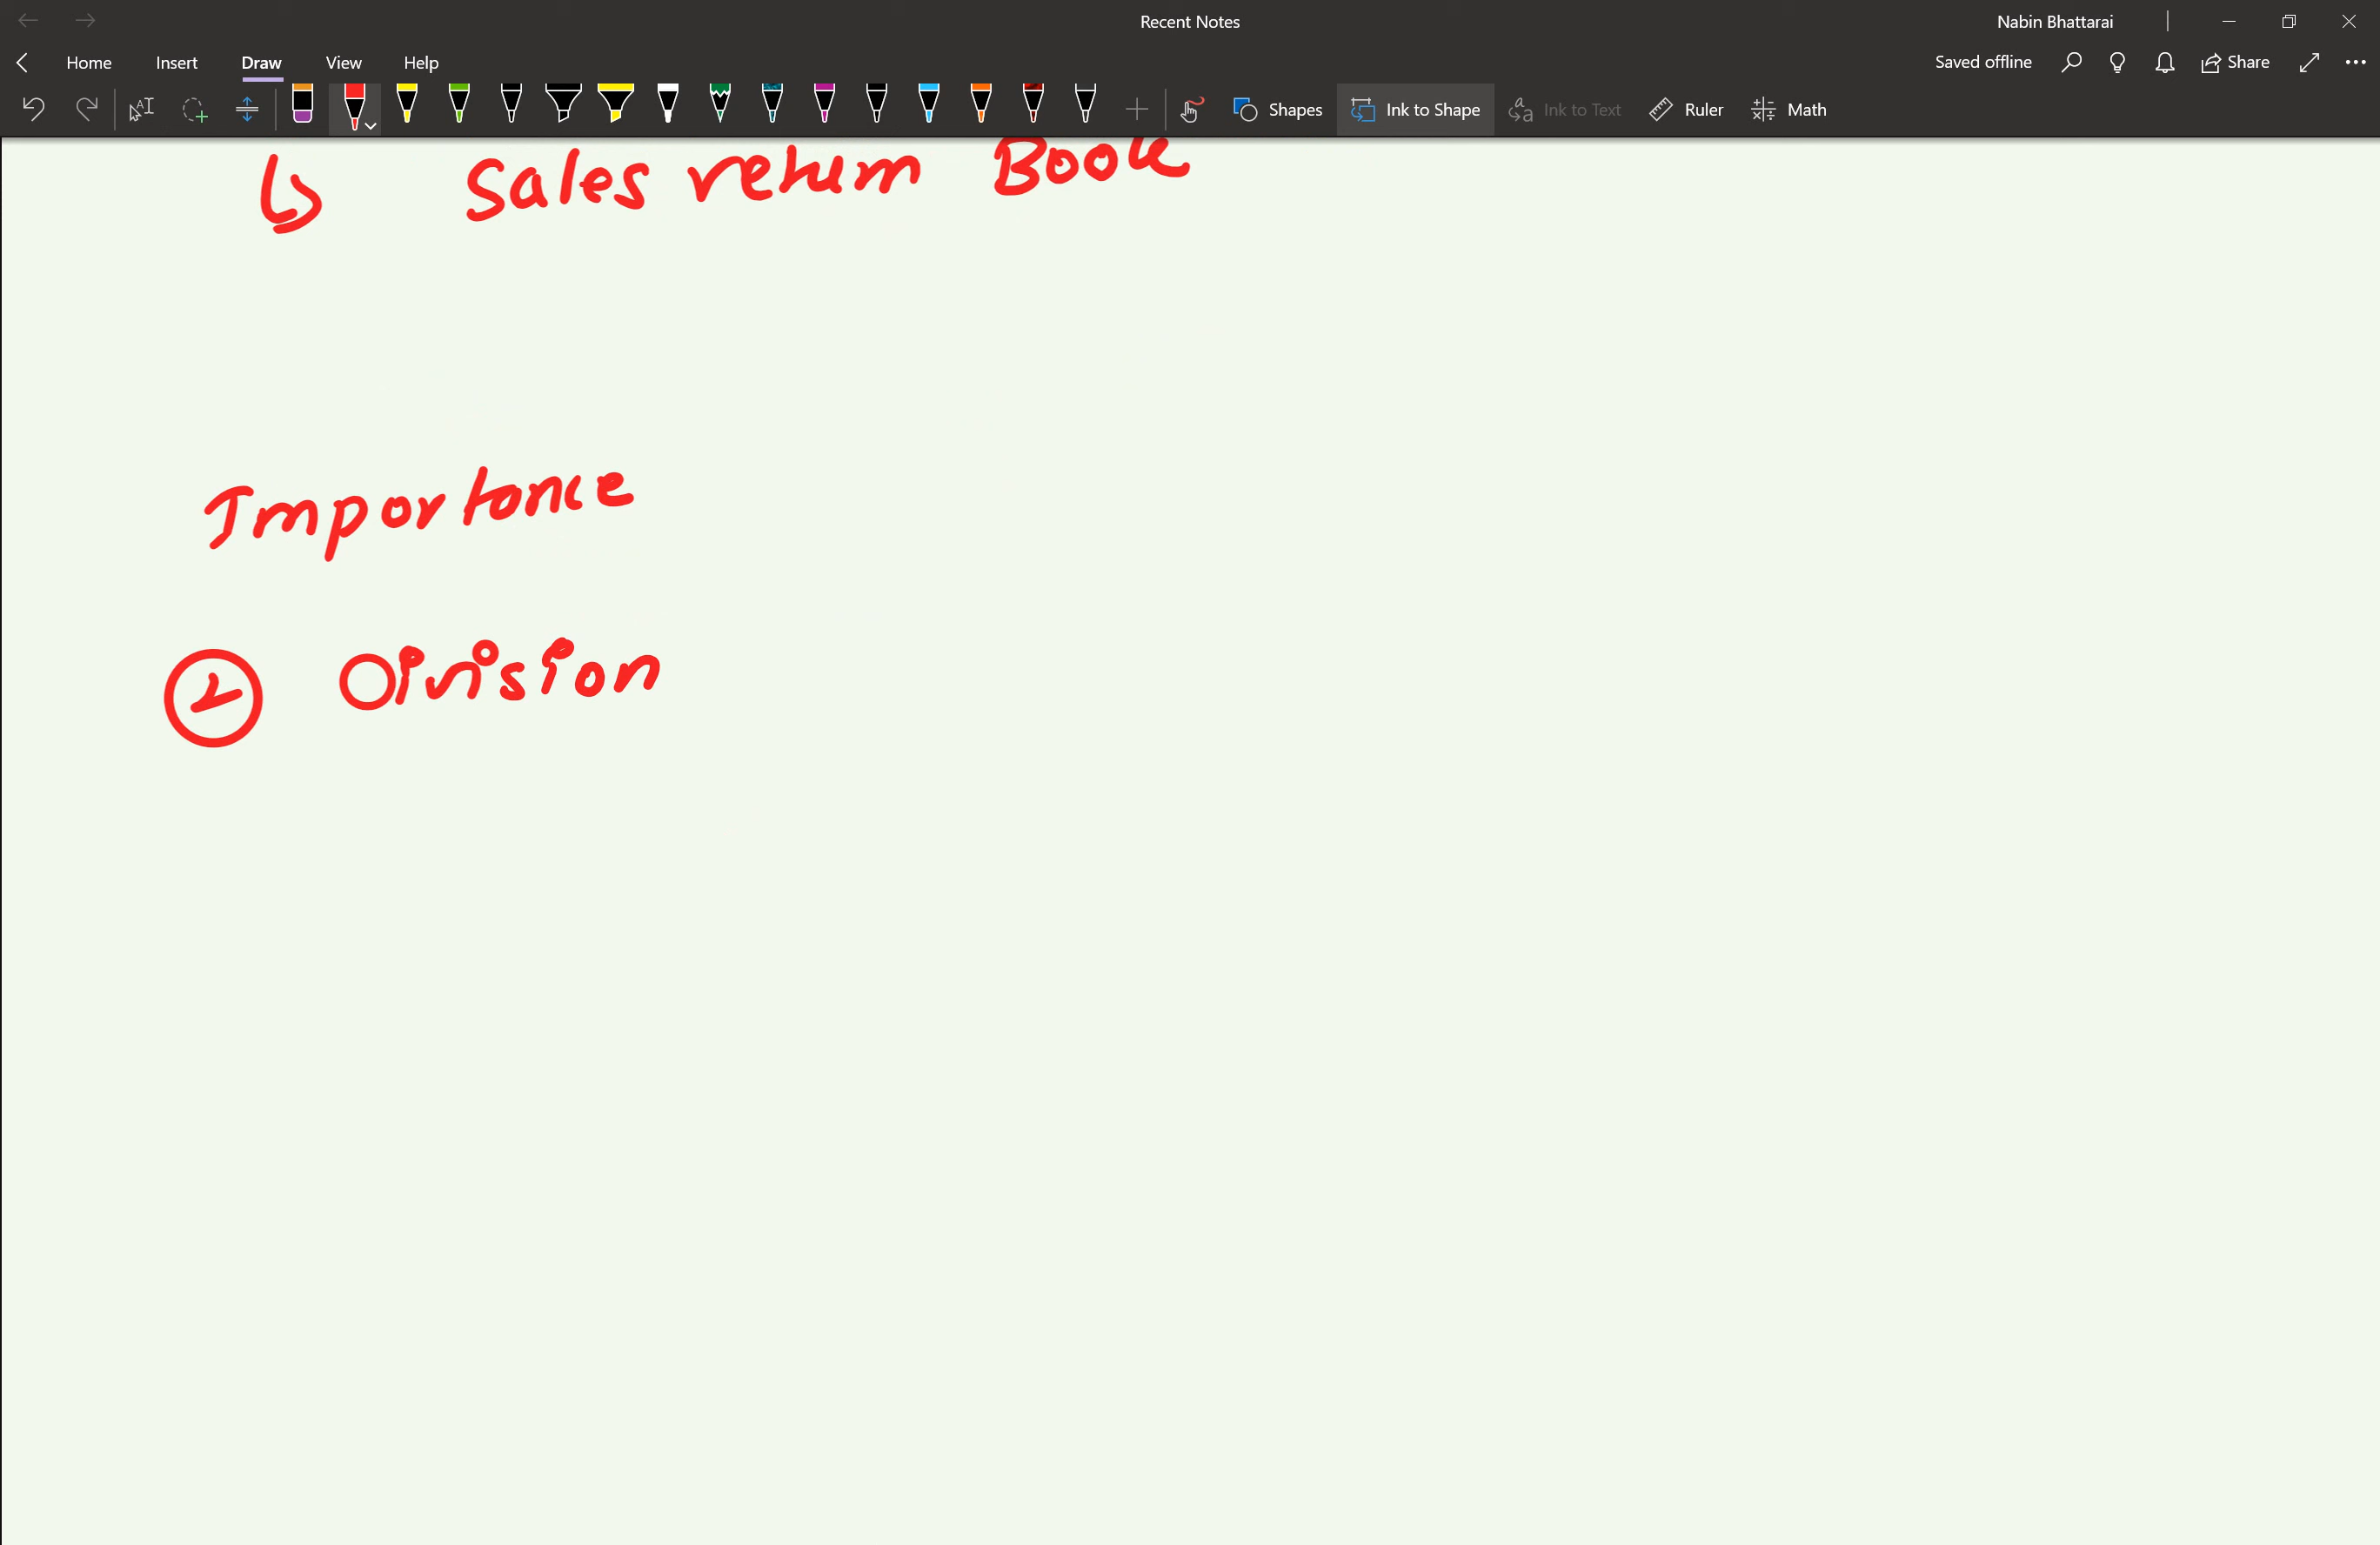 Recent Notes Nabin Bhattarai
Home Insert Draw View Help Saved offline Share
Shapes Ink to Shape Ink to Text Ruler Math
Sales return Book
Importance
Division